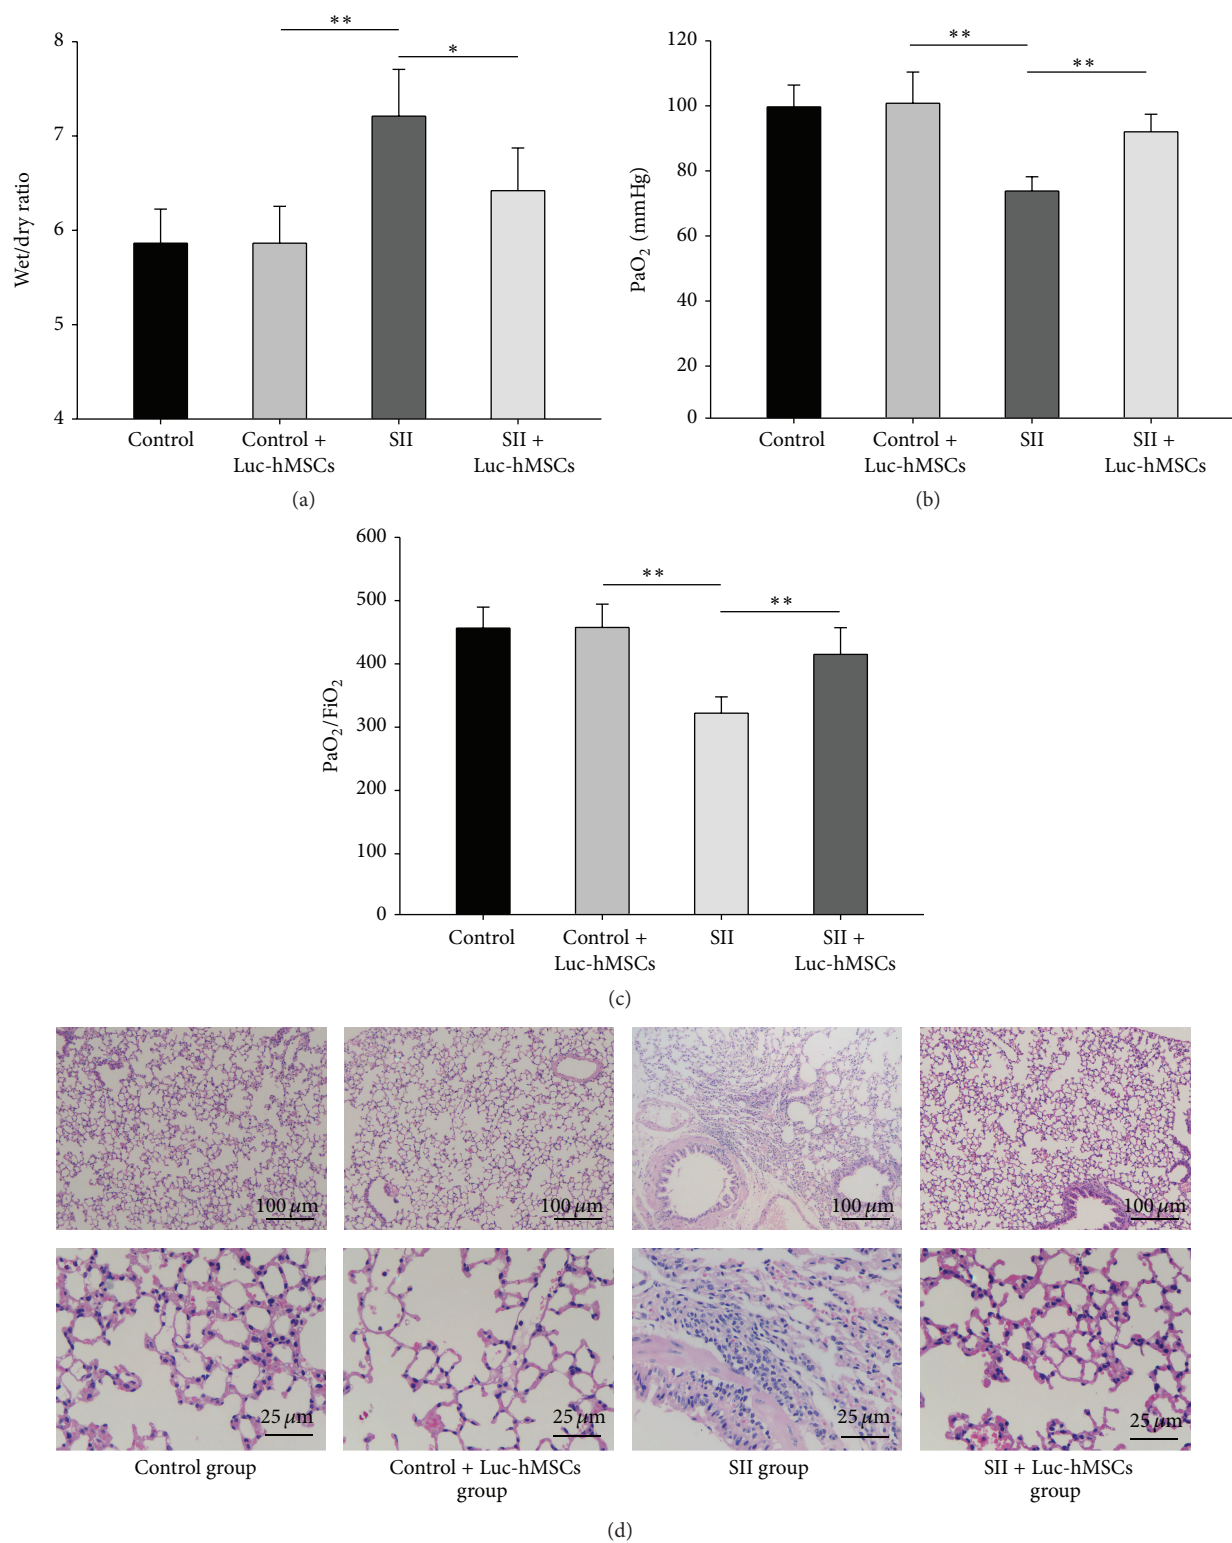 **
*
8
7
6
5
4
Wet/dry ratio
Control
Control +
Luc-hMSCs
SII
SII +
Luc-hMSCs
(a)
**
**
120
100
80
60
40
20
0
PaO2 (mmHg)
Control
Control +
Luc-hMSCs
SII
SII +
Luc-hMSCs
(b)
**
**
600
500
400
300
200
100
0
PaO2/FiO2
Control
Control +
Luc-hMSCs
SII
SII +
Luc-hMSCs
(c)
100 μm
100 μm
100 μm
100 μm
25 μm
25 μm
25 μm
25 μm
Control group
Control + Luc-hMSCs
group
SII group
SII + Luc-hMSCs
group
(d)